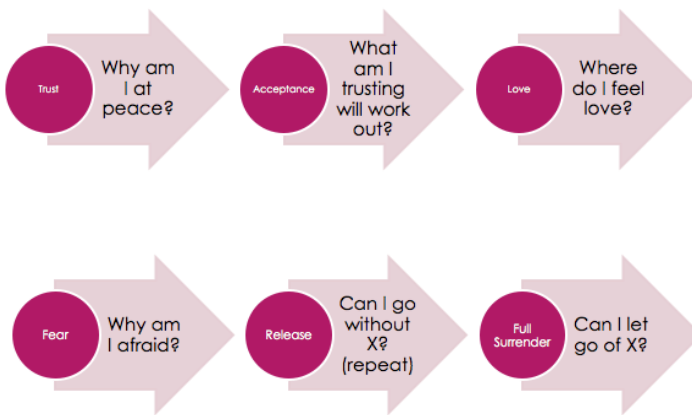 Trust
Why am
I at
peace?
Acceptance
What
am I
trusting
will work
out?
Love
Where
do I feel
love?
Fear
Why am
I afraid?
Release
Can I go
without
X?
(repeat)
Full
Surrender
Can I let
go of X?